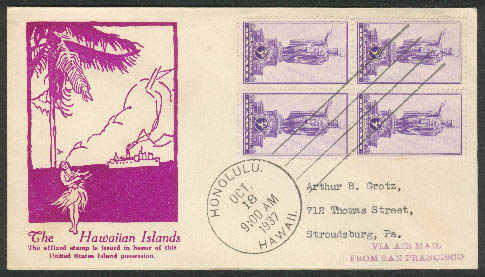 HONOLULU.
OCT.
18
9:00 AM
1937
HAWAII.
Arthur B. Grotz,
712 Thomas Street,
Stroudsburg, Pa.
VIA AIR MAIL
FROM SAN FRANCISCO
The Hawaiian Islands
The affixed stamp is issued in honor of this
United States Island possession.